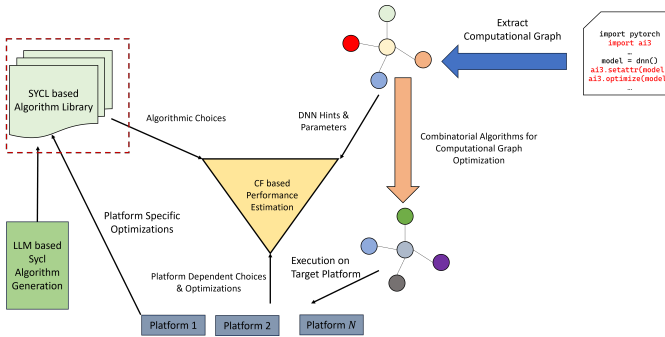 Extract
Computational Graph
import pytorch
import ai3
…
model = dnn()
ai3.setattr(model
ai3.optimize(model
…
SYCL based
Algorithm Library
Algorithmic Choices
DNN Hints &
Parameters
Combinatorial Algorithms for
Computational Graph
Optimization
CF based
Performance
Estimation
LLM based
Sycl
Algorithm
Generation
Platform Specific
Optimizations
Platform Dependent Choices
& Optimizations
Execution on
Target Platform
Platform 1
Platform 2
Platform N